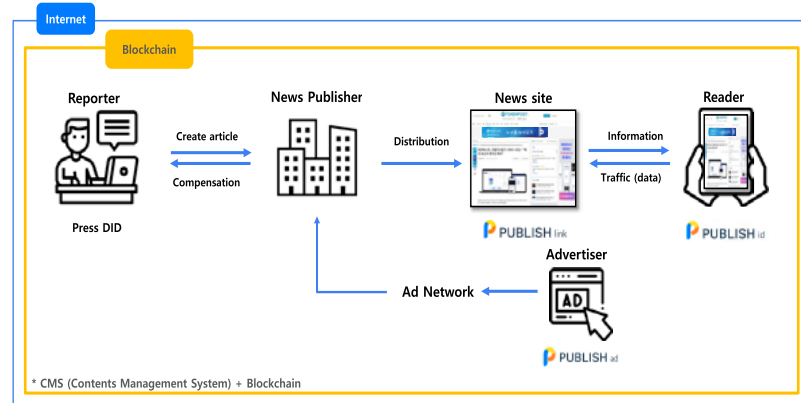 Internet
Blockchain
Reporter
News Publisher
News site
Reader
Create article
Compensation
Distribution
Information
Traffic (data)
Press DID
PUBLISH link
PUBLISH id
Advertiser
Ad Network
AD
PUBLISH ad
* CMS (Contents Management System) + Blockchain